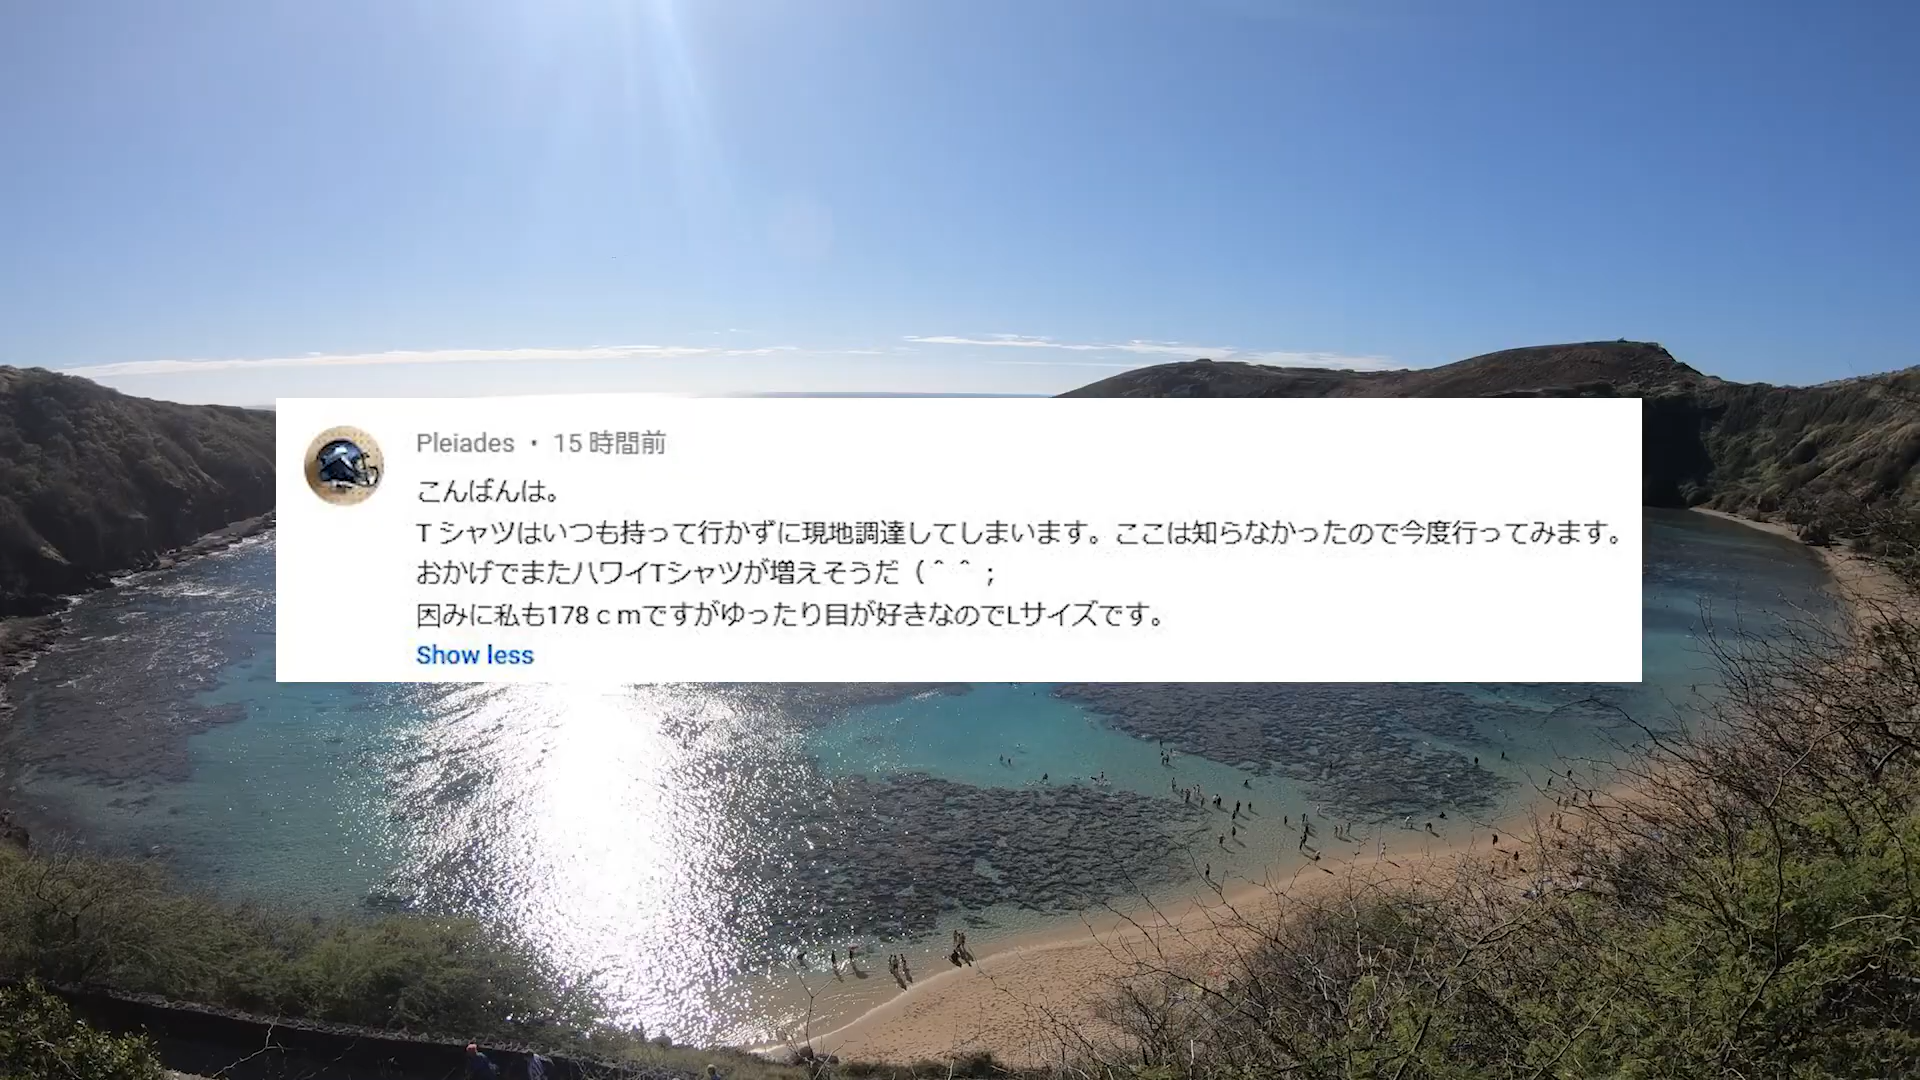 Pleiades • 15 時間前
こんばんは。
T シャツはいつも持って行かずに現地調達してしまいます。ここは知らなかったので今度行ってみます。
おかげでまたハワイTシャツが増えそうだ（＾＾；
因みに私も178ｃｍですがゆったり目が好きなのでLサイズです。
Show less